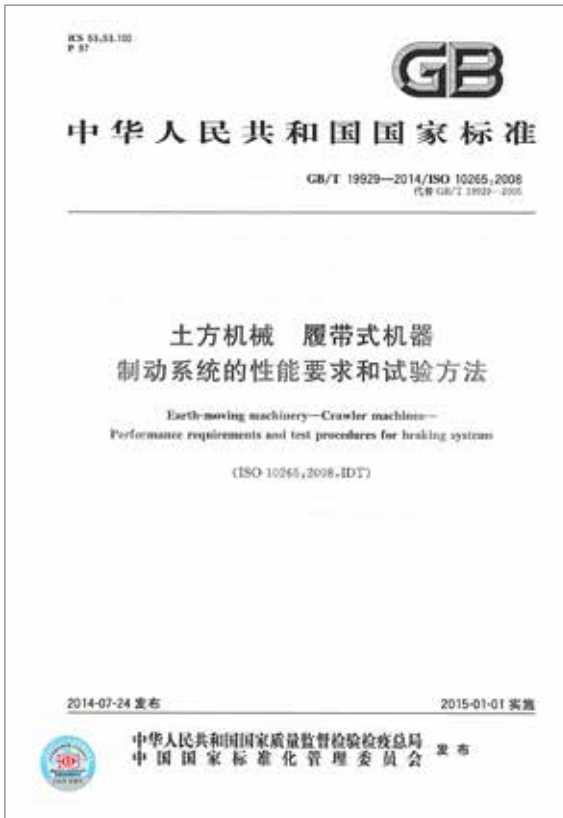 ICS 53.53.100
P 97
GB
中华人民共和国国家标准
GB/T 19929—2014/ISO 10265:2008
代替 GB/T 19929—2005
土方机械 履带式机器
制动系统的性能要求和试验方法
Earth-moving machinery—Crawler machines—
Performance requirements and test procedures for braking systems
(ISO 10265:2008,IDT)
2014-07-24 发布
2015-01-01 实施
中华人民共和国国家质量监督检验检疫总局
中国国家标准化管理委员会
发布